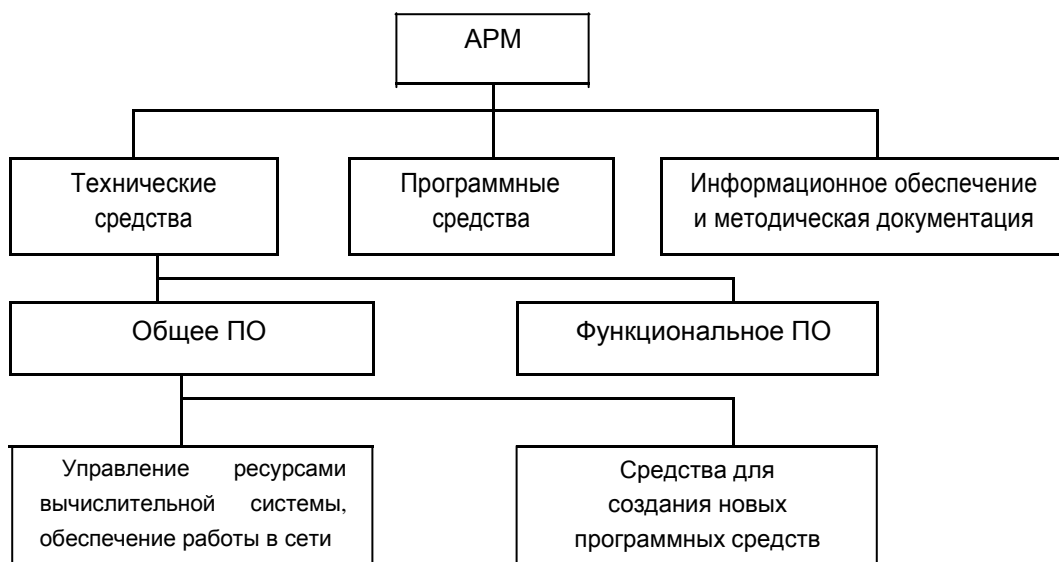 АРМ
Технические
средства
Программные
средства
Информационное обеспечение
и методическая документация
Общее ПО
Функциональное ПО
Управление ресурсами
вычислительной системы,
обеспечение работы в сети
Средства для
создания новых
программных средств